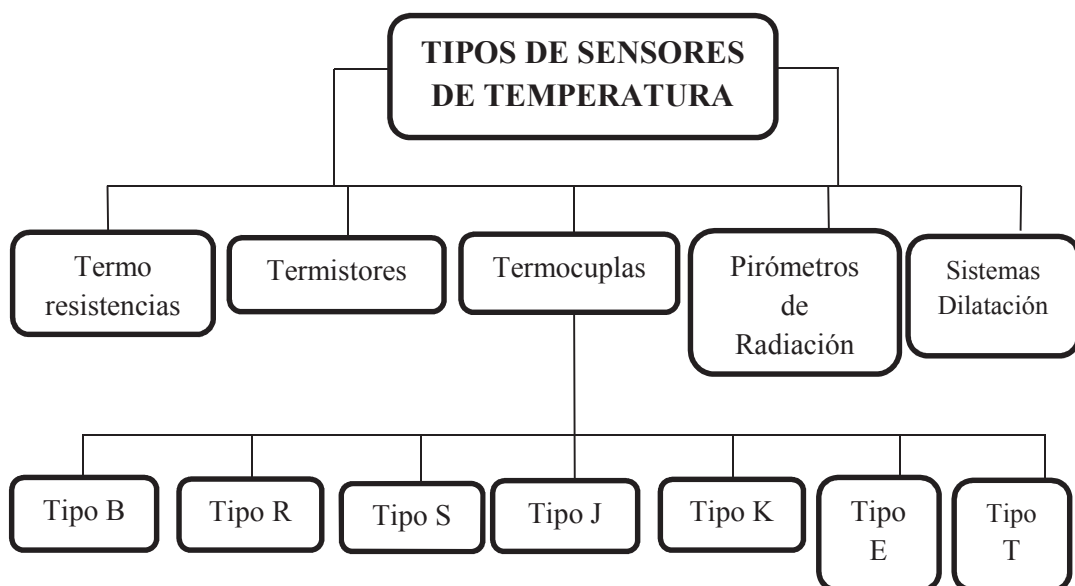 TIPOS DE SENSORES
DE TEMPERATURA
Termo
resistencias
Termistores
Termocuplas
Pirómetros
de
Radiación
Sistemas
Dilatación
Tipo B
Tipo R
Tipo S
Tipo J
Tipo K
Tipo
E
Tipo
T